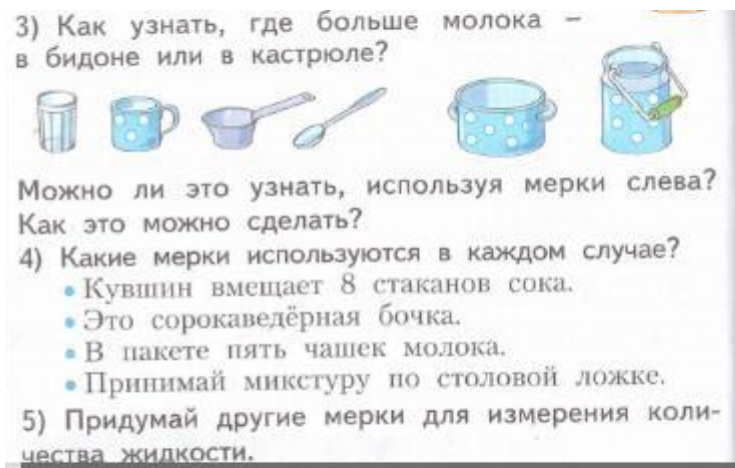 3) Как узнать, где больше молока –
в бидоне или в кастрюле?
Можно ли это узнать, используя мерки слева?
Как это можно сделать?
4) Какие мерки используются в каждом случае?
• Кувшин вмещает 8 стаканов сока.
• Это сорокаведёрная бочка.
• В пакете пять чашек молока.
• Принимай микстуру по столовой ложке.
5) Придумай другие мерки для измерения коли-
чества жидкости.